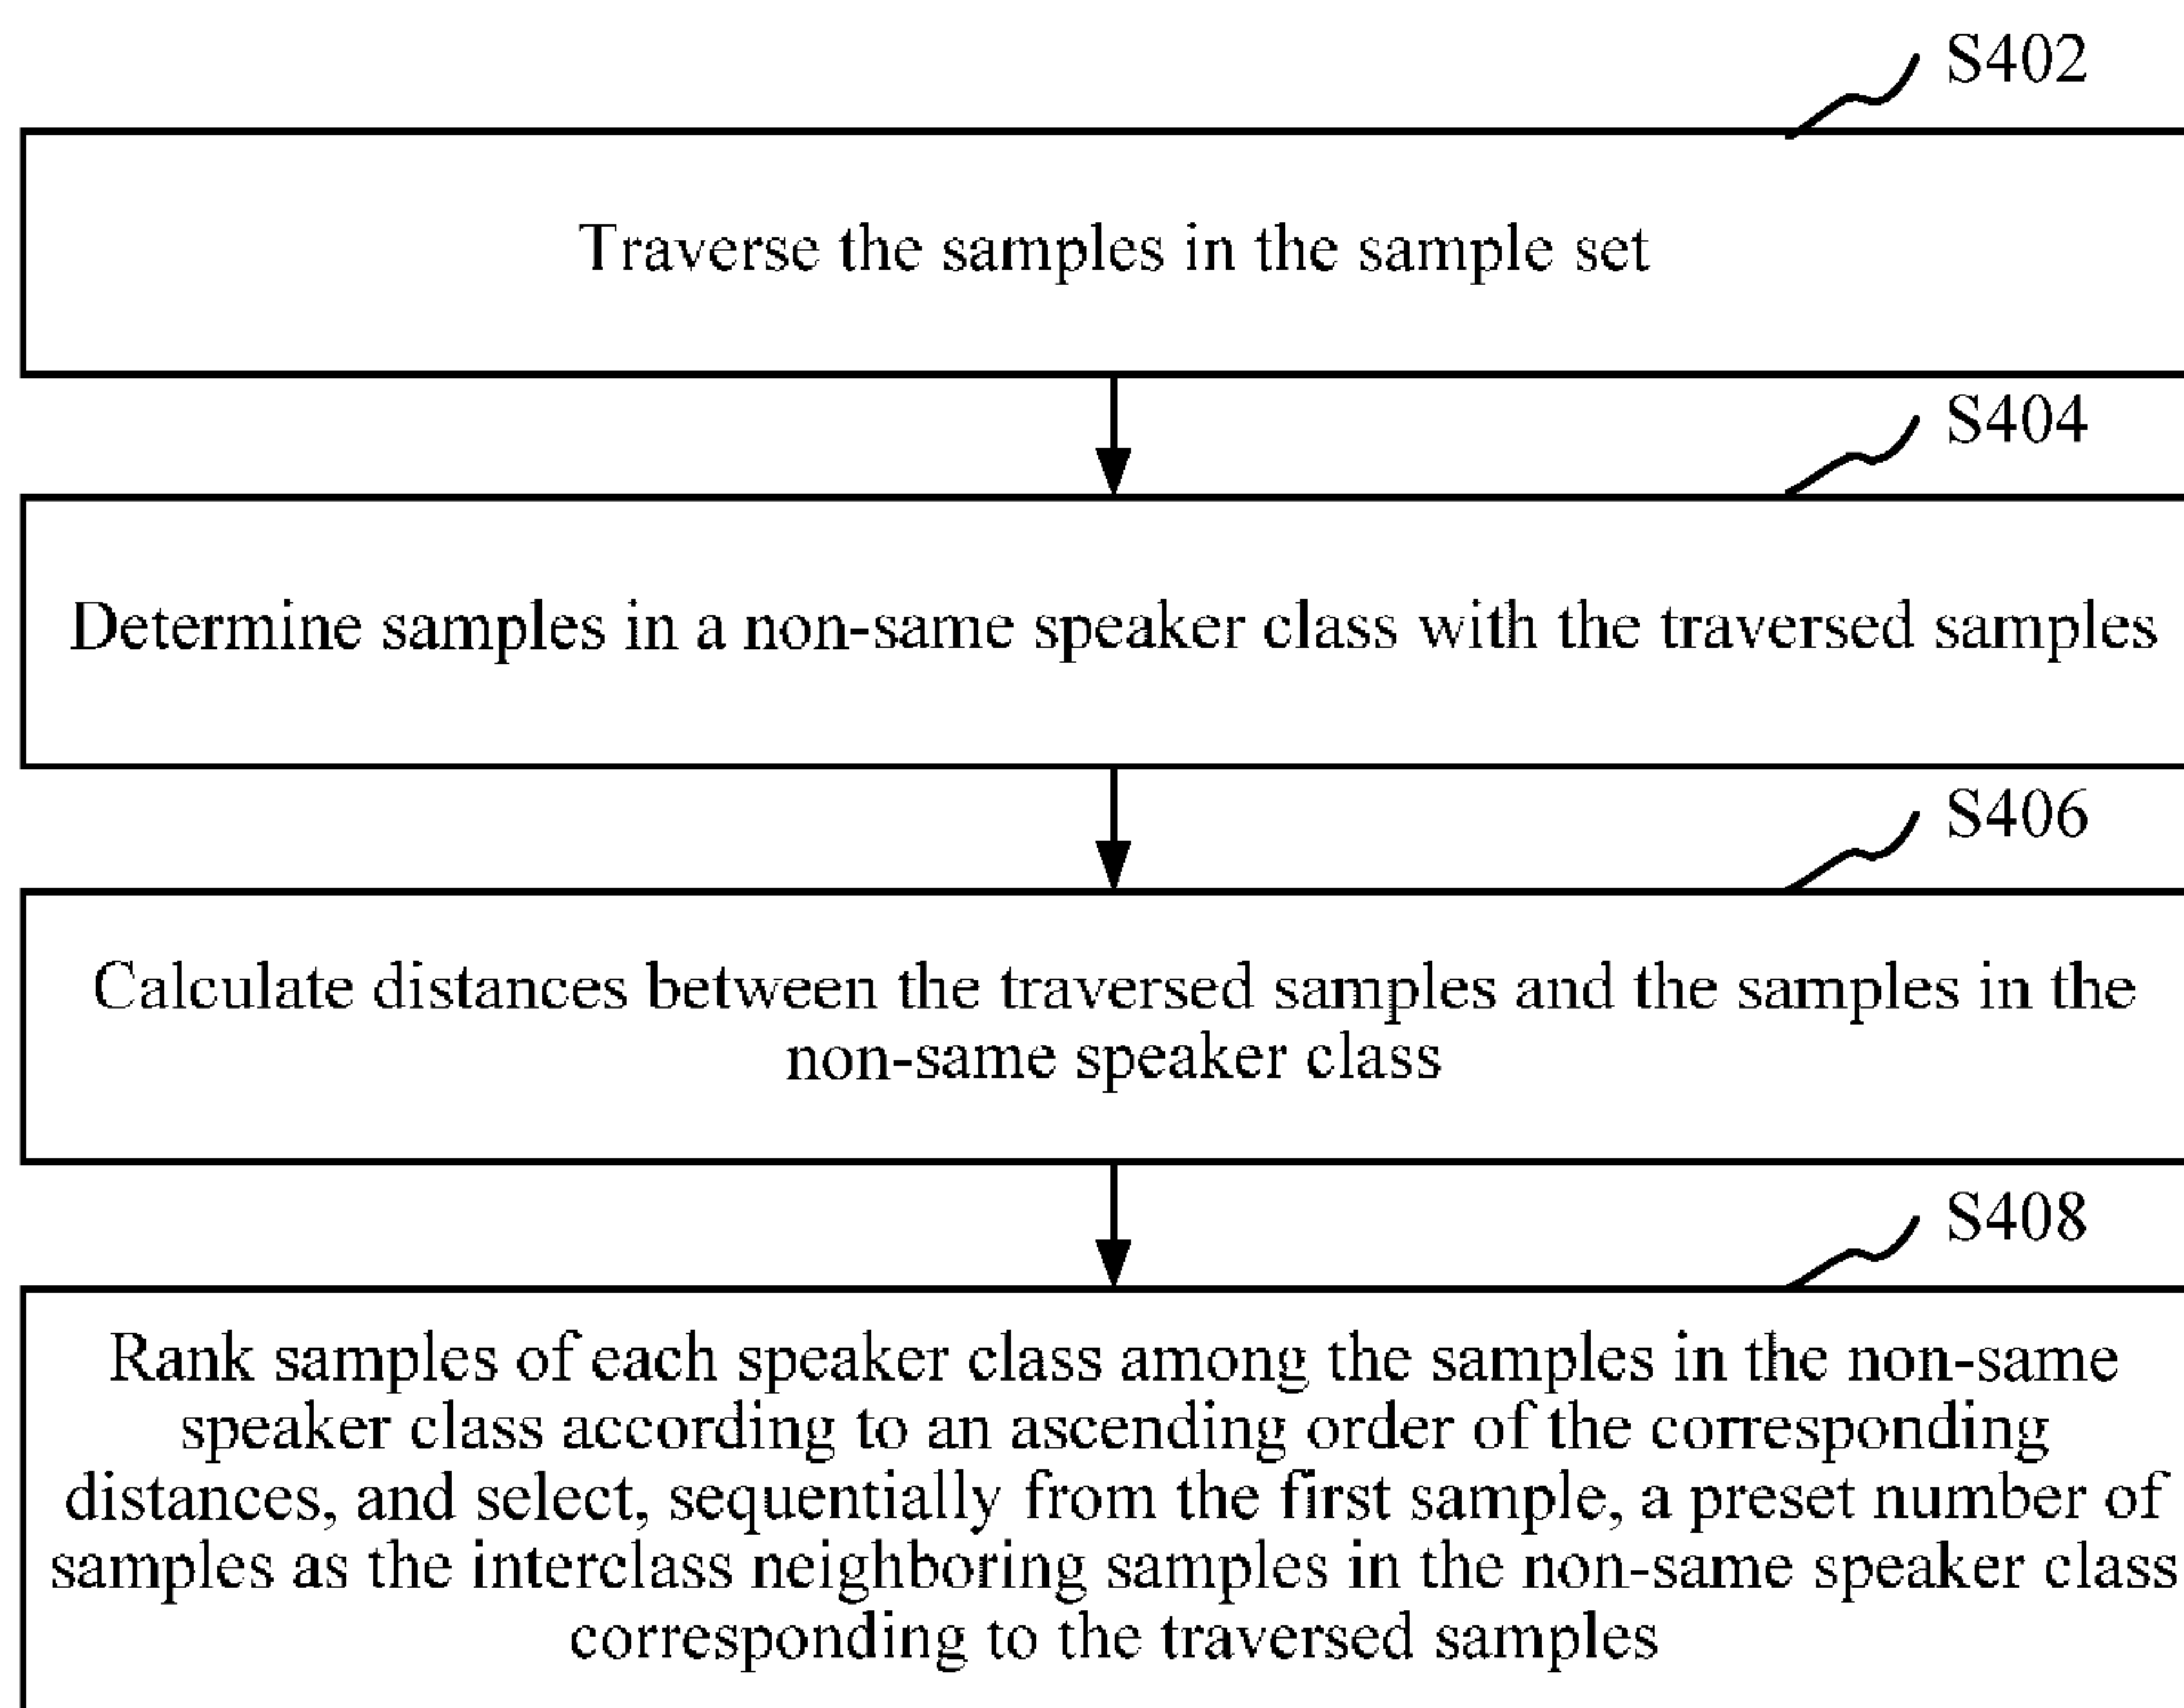 S402
Traverse the samples in the sample set
S404
Determine samples in a non-same speaker class with the traversed samples
S406
Calculate distances between the traversed samples and the samples in the
non-same speaker class
S408
Rank samples of each speaker class among the samples in the non-same
speaker class according to an ascending order of the corresponding
distances, and select, sequentially from the first sample, a preset number of
samples as the interclass neighboring samples in the non-same speaker class
corresponding to the traversed samples